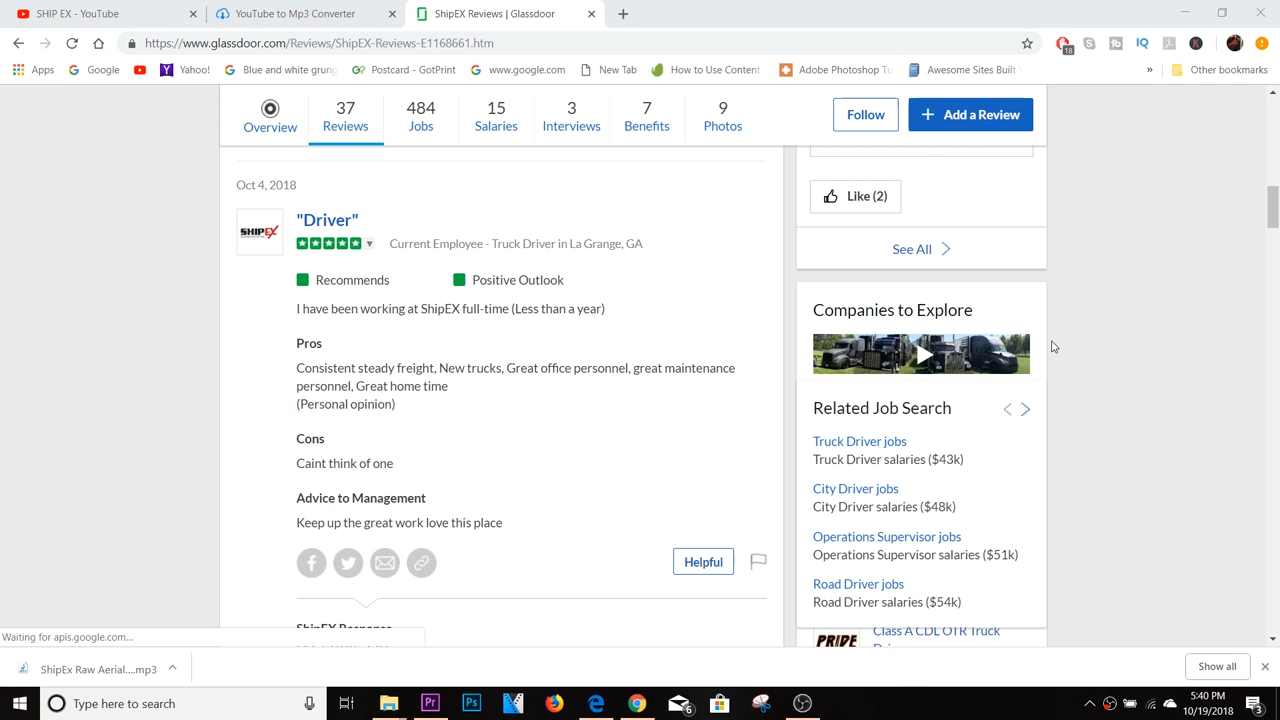 SHIP EX - YouTube
YouTube to Mp3 Converter
ShipEX Reviews | Glassdoor
https://www.glassdoor.com/Reviews/ShipEX-Reviews-E1168661.htm
18
Apps
Google
Yahoo!
Blue and white grung
Postcard - GotPrint
www.google.com
New Tab
How to Use Content
Adobe Photoshop Tu
Awesome Sites Built
»
Other bookmarks
37
484
15
3
7
9
Overview
Reviews
Jobs
Salaries
Interviews
Benefits
Photos
Follow
+ Add a Review
Oct 4, 2018
SHIPEX
"Driver"
Current Employee - Truck Driver in La Grange, GA
Recommends
Positive Outlook
I have been working at ShipEX full-time (Less than a year)
Pros
Consistent steady freight, New trucks, Great office personnel, great maintenance
personnel, Great home time
(Personal opinion)
Cons
Caint think of one
Advice to Management
Keep up the great work love this place
Helpful
ShipEX Response
Like (2)
See All
Companies to Explore
Related Job Search
Truck Driver jobs
Truck Driver salaries ($43k)
City Driver jobs
City Driver salaries ($48k)
Operations Supervisor jobs
Operations Supervisor salaries ($51k)
Road Driver jobs
Road Driver salaries ($54k)
PRIDE
Class A CDL OTR Truck
Waiting for apis.google.com...
ShipEx Raw Aerial....mp3
Show all
Type here to search
6
5:40 PM
10/19/2018
3